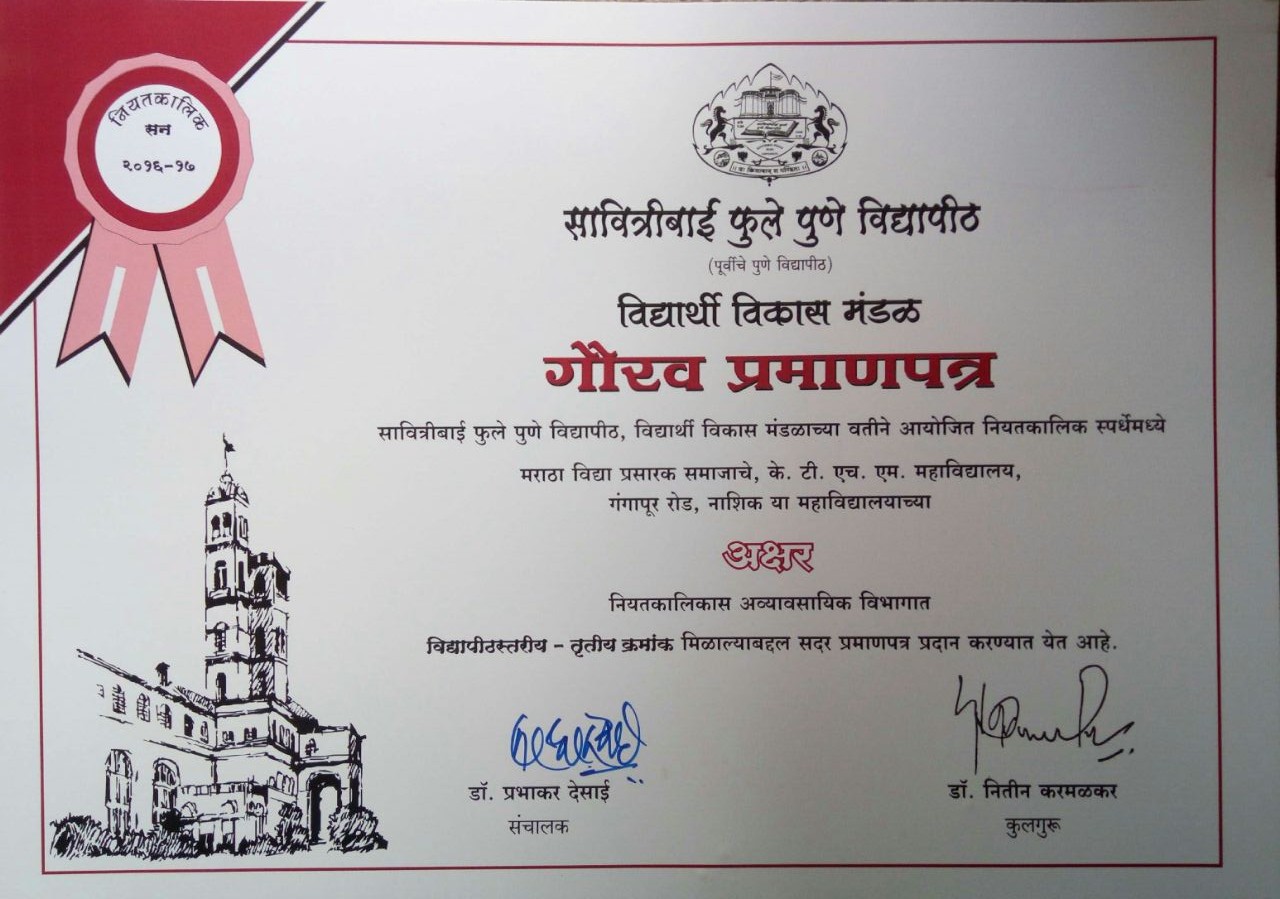 नियतकालिक
सन
२०१६-१७
सावित्रीबाई फुले पुणे विद्यापीठ
(पूर्वीचे पुणे विद्यापीठ)
विद्यार्थी विकास मंडळ
गौरव प्रमाणपत्र
सावित्रीबाई फुले पुणे विद्यापीठ, विद्यार्थी विकास मंडळाच्या वतीने आयोजित नियतकालिक स्पर्धेमध्ये
मराठा विद्या प्रसारक समाजाचे, के. टी. एच. एम. महाविद्यालय,
गंगापूर रोड, नाशिक या महाविद्यालयाच्या
अक्षर
नियतकालिकास अव्यावसायिक विभागात
विद्यापीठस्तरीय - तृतीय क्रमांक मिळाल्याबद्दल सदर प्रमाणपत्र प्रदान करण्यात येत आहे.
डॉ. प्रभाकर देसाई
संचालक
डॉ. नितीन करमळकर
कुलगुरू